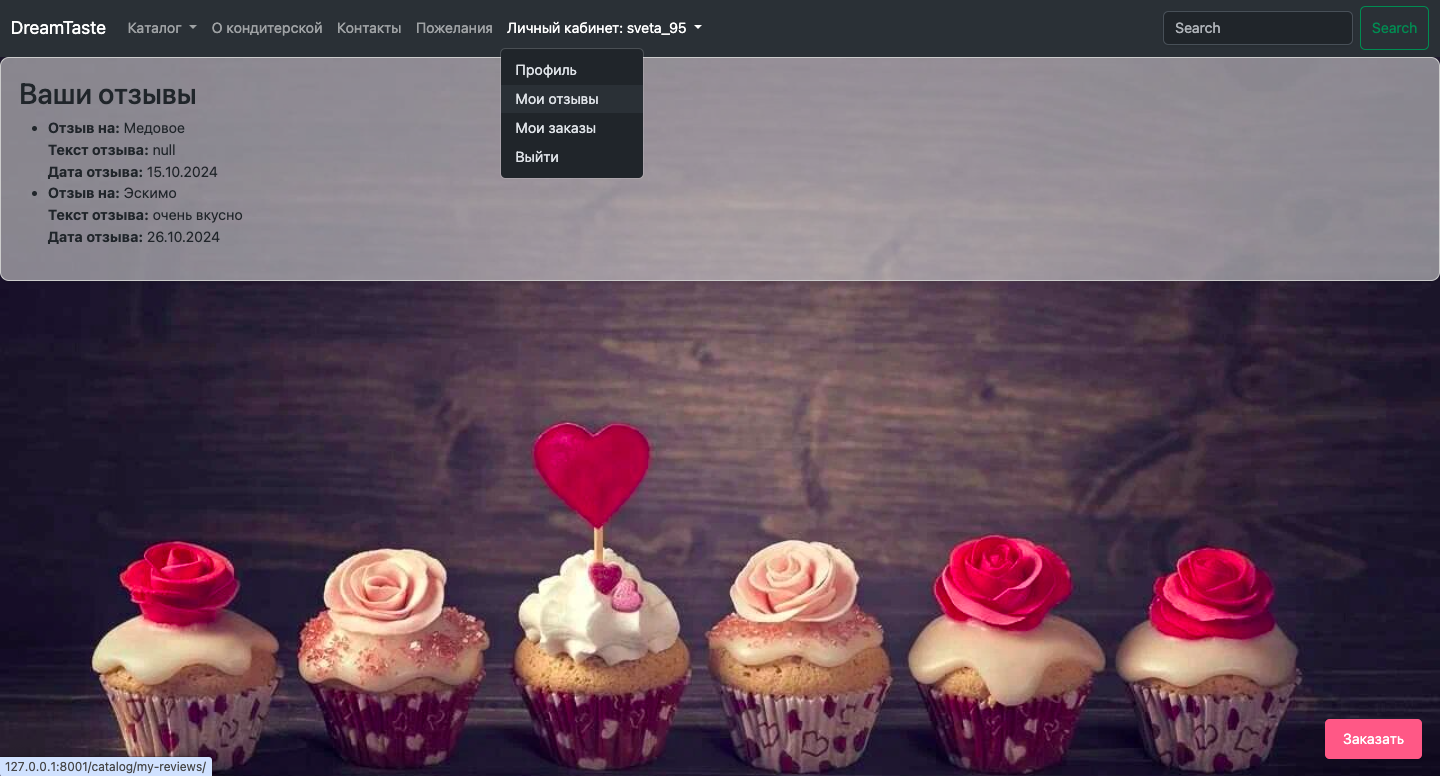 DreamTaste Каталог О кондитерской Контакты Пожелания Личный кабинет: sveta_95 Search Search
Профиль
Мои отзывы
Мои заказы
Выйти
Ваши отзывы
Отзыв на: Медовое
Текст отзыва: null
Дата отзыва: 15.10.2024
Отзыв на: Эскимо
Текст отзыва: очень вкусно
Дата отзыва: 26.10.2024
Заказать
127.0.0.1:8001/catalog/my-reviews/